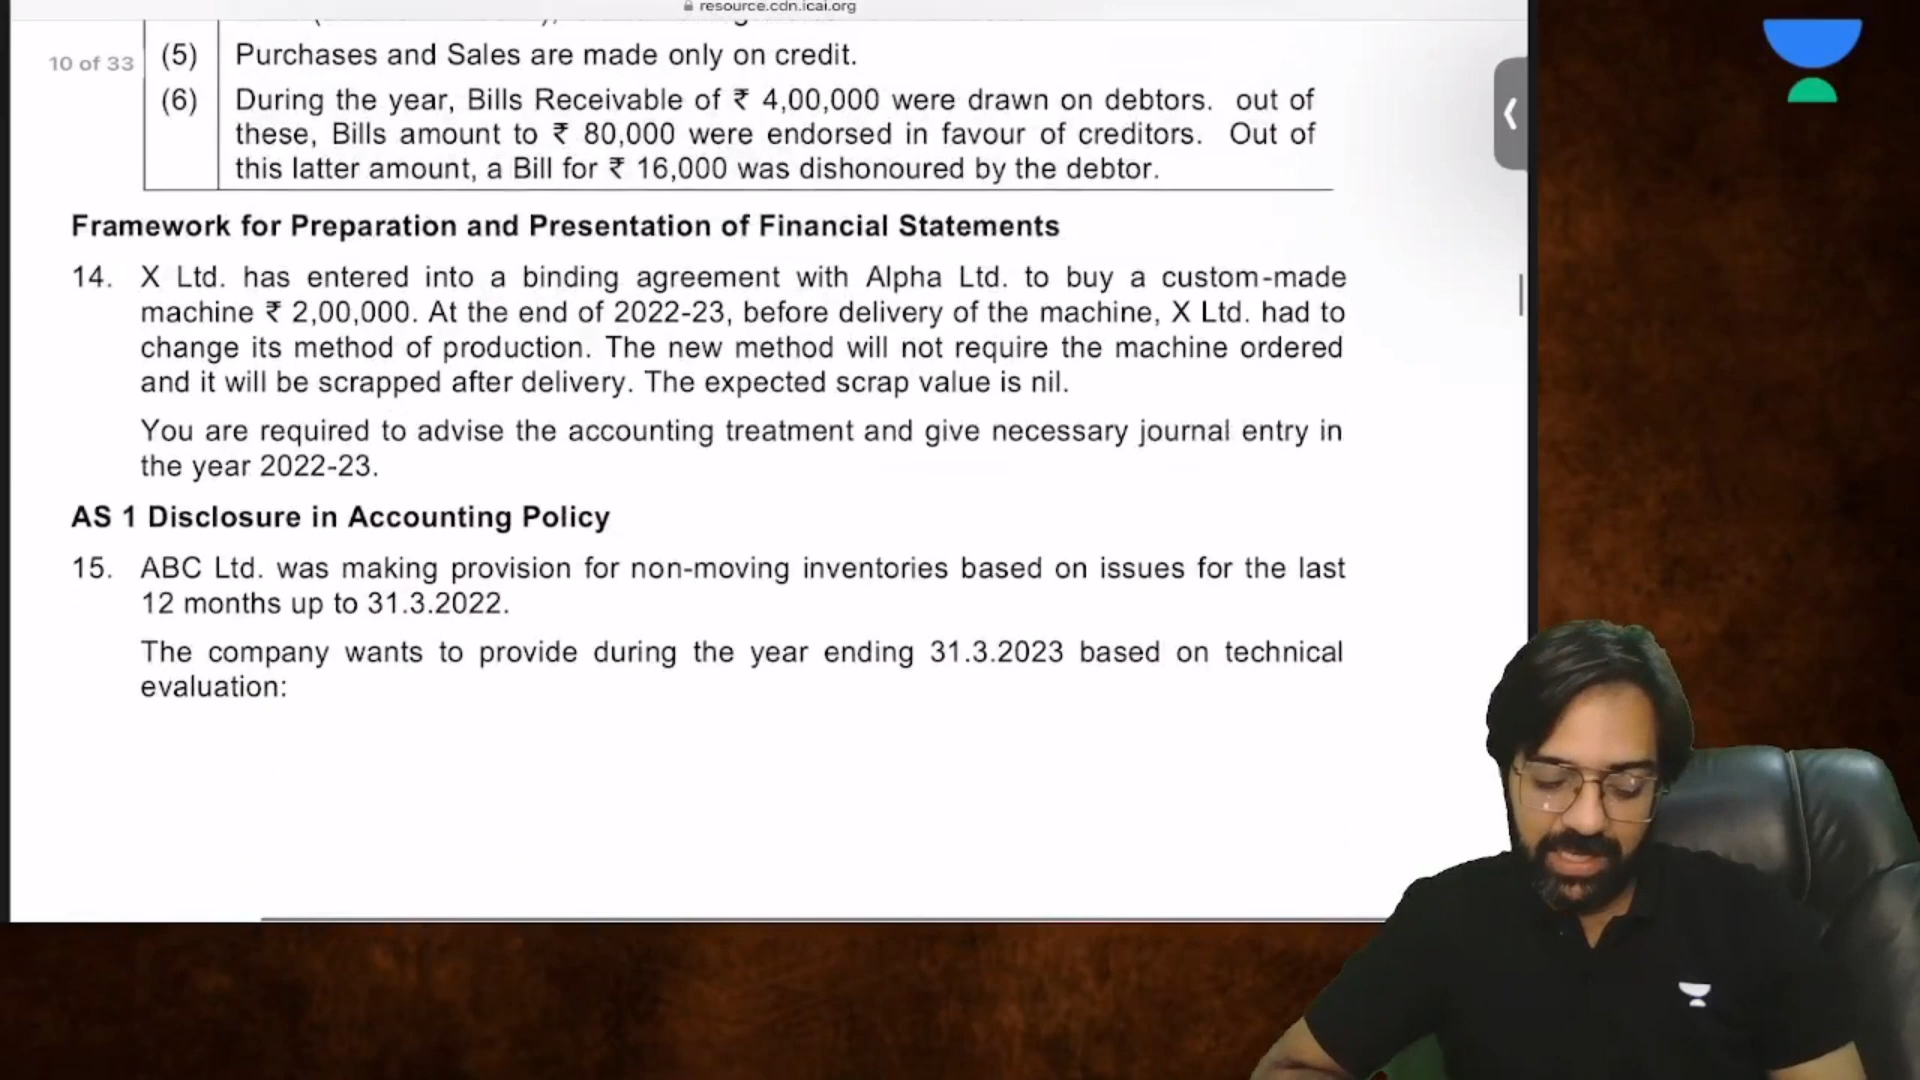 resource.cdn.icai.org
10 of 33
(5) Purchases and Sales are made only on credit.
(6) During the year, Bills Receivable of ₹ 4,00,000 were drawn on debtors. out of
these, Bills amount to ₹ 80,000 were endorsed in favour of creditors. Out of
this latter amount, a Bill for ₹ 16,000 was dishonoured by the debtor.
Framework for Preparation and Presentation of Financial Statements
14. X Ltd. has entered into a binding agreement with Alpha Ltd. to buy a custom-made
machine ₹ 2,00,000. At the end of 2022-23, before delivery of the machine, X Ltd. had to
change its method of production. The new method will not require the machine ordered
and it will be scrapped after delivery. The expected scrap value is nil.
You are required to advise the accounting treatment and give necessary journal entry in
the year 2022-23.
AS 1 Disclosure in Accounting Policy
15. ABC Ltd. was making provision for non-moving inventories based on issues for the last
12 months up to 31.3.2022.
The company wants to provide during the year ending 31.3.2023 based on technical
evaluation: